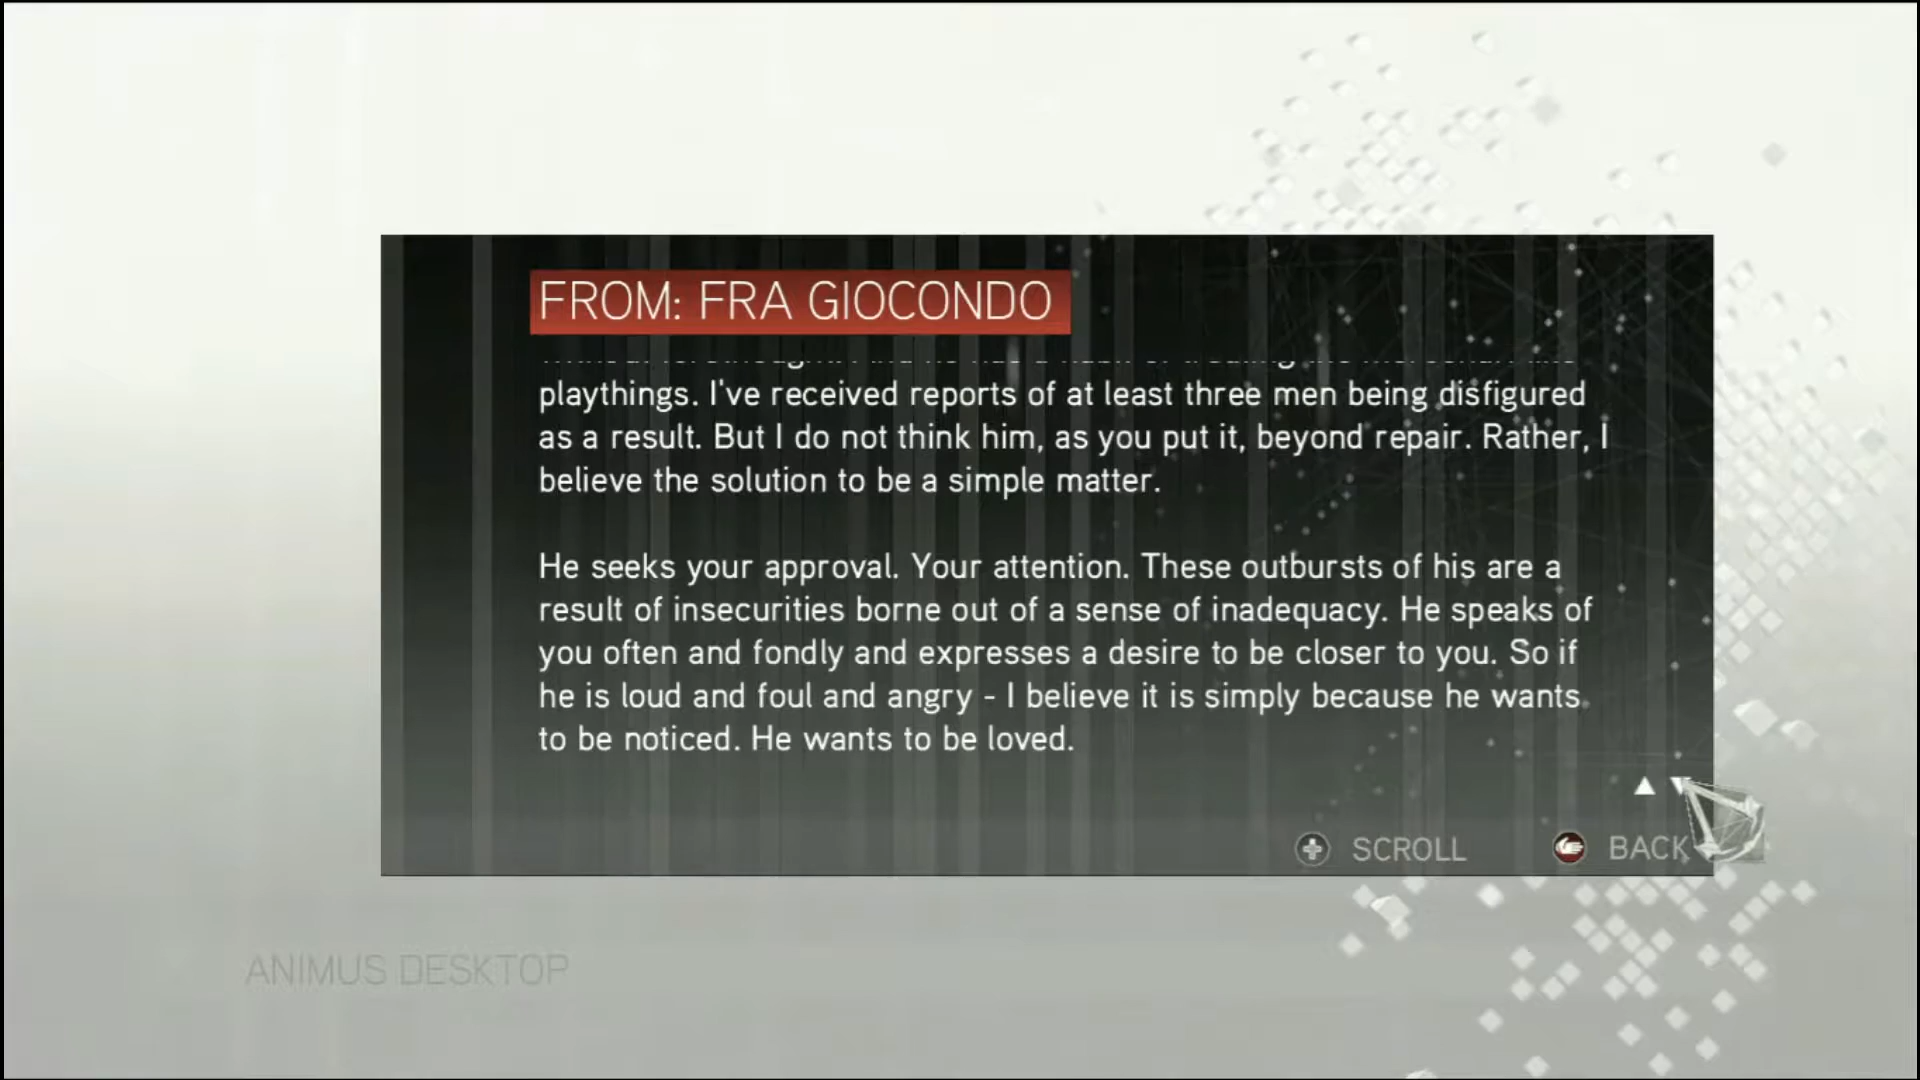 FROM: FRA GIOCONDO
playthings. I've received reports of at least three men being disfigured
as a result. But I do not think him, as you put it, beyond repair. Rather, I
believe the solution to be a simple matter.
He seeks your approval. Your attention. These outbursts of his are a
result of insecurities borne out of a sense of inadequacy. He speaks of
you often and fondly and expresses a desire to be closer to you. So if
he is loud and foul and angry - I believe it is simply because he wants
to be noticed. He wants to be loved.
SCROLL BACK
ANIMUS DESKTOP